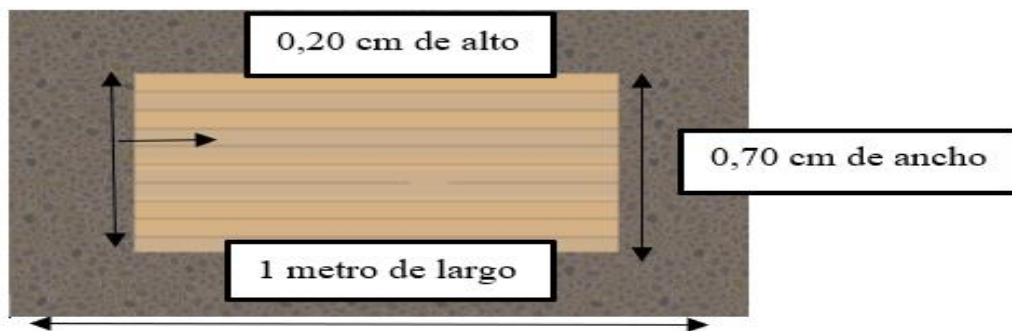 0,20 cm de alto
0,70 cm de ancho
1 metro de largo